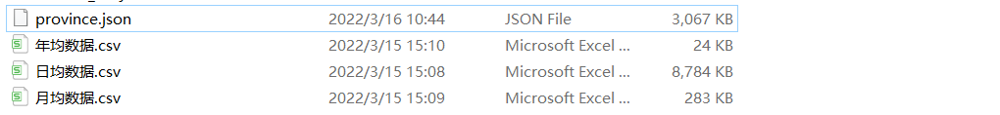 province.json 2022/3/16 10:44 JSON File 3,067 KB
年均数据.csv 2022/3/15 15:10 Microsoft Excel ... 24 KB
日均数据.csv 2022/3/15 15:08 Microsoft Excel ... 8,784 KB
月均数据.csv 2022/3/15 15:09 Microsoft Excel ... 283 KB